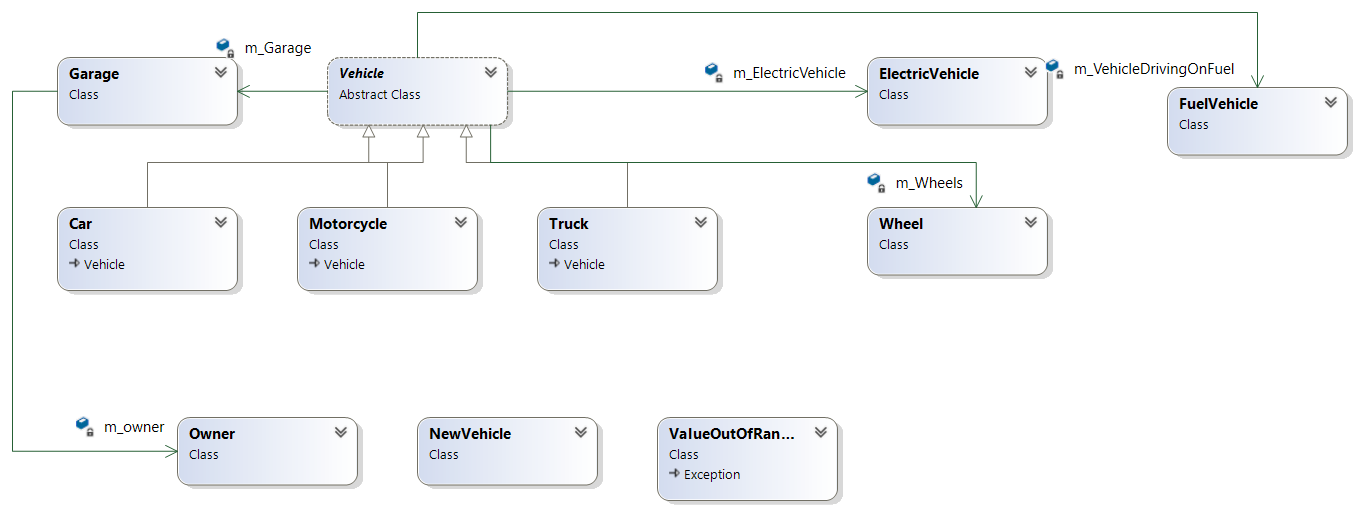 m_Garage
Garage
Class
Vehicle
Abstract Class
m_ElectricVehicle
ElectricVehicle
Class
m_VehicleDrivingOnFuel
FuelVehicle
Class
Car
Class
Vehicle
Motorcycle
Class
Vehicle
Truck
Class
Vehicle
m_Wheels
Wheel
Class
m_owner
Owner
Class
NewVehicle
Class
ValueOutOfRan...
Class
Exception